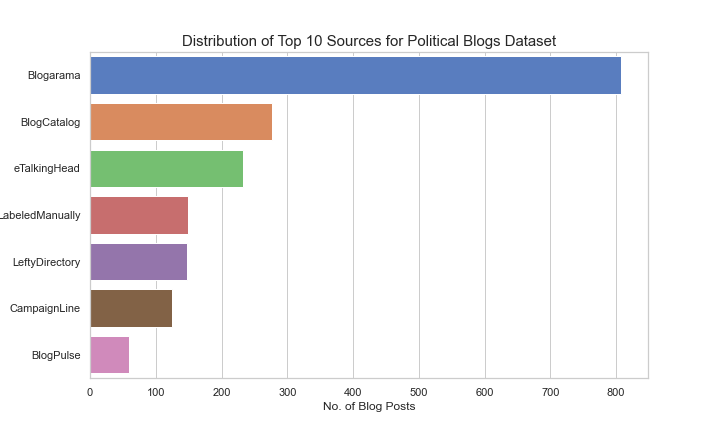 Distribution of Top 10 Sources for Political Blogs Dataset
Blogarama
BlogCatalog
eTalkingHead
LabeledManually
LeftyDirectory
CampaignLine
BlogPulse
0 100 200 300 400 500 600 700 800
No. of Blog Posts